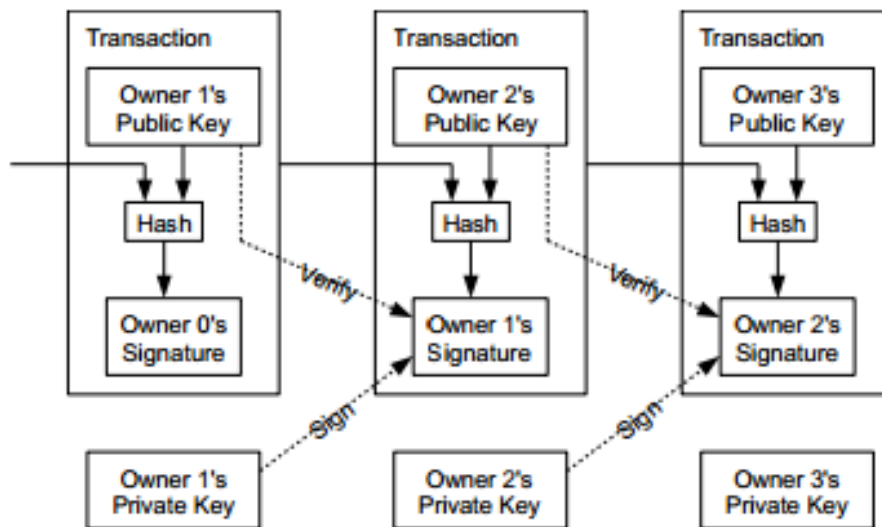 Transaction
Owner 1's
Public Key
Hash
Verify
Owner 0's
Signature
Sign
Owner 1's
Private Key
Transaction
Owner 2's
Public Key
Hash
Verify
Owner 1's
Signature
Sign
Owner 2's
Private Key
Transaction
Owner 3's
Public Key
Hash
Owner 2's
Signature
Owner 3's
Private Key